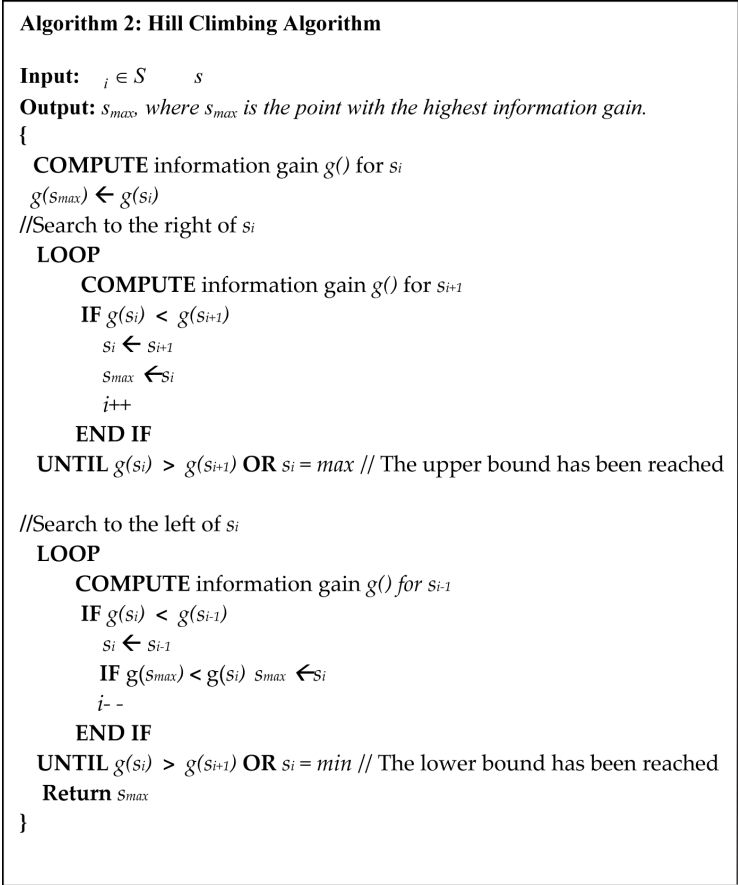 Algorithm 2: Hill Climbing Algorithm
Input: i ∈ S s
Output: smax, where smax is the point with the highest information gain.
{
COMPUTE information gain g() for si
g(smax) ← g(si)
//Search to the right of si
LOOP
COMPUTE information gain g() for si+1
IF g(si) < g(si+1)
si ← si+1
smax ←si
i++
END IF
UNTIL g(si) > g(si+1) OR si = max // The upper bound has been reached
//Search to the left of si
LOOP
COMPUTE information gain g() for si-1
IF g(si) < g(si-1)
si ← si-1
IF g(smax) < g(si) smax ←si
i- -
END IF
UNTIL g(si) > g(si+1) OR si = min // The lower bound has been reached
Return smax
}